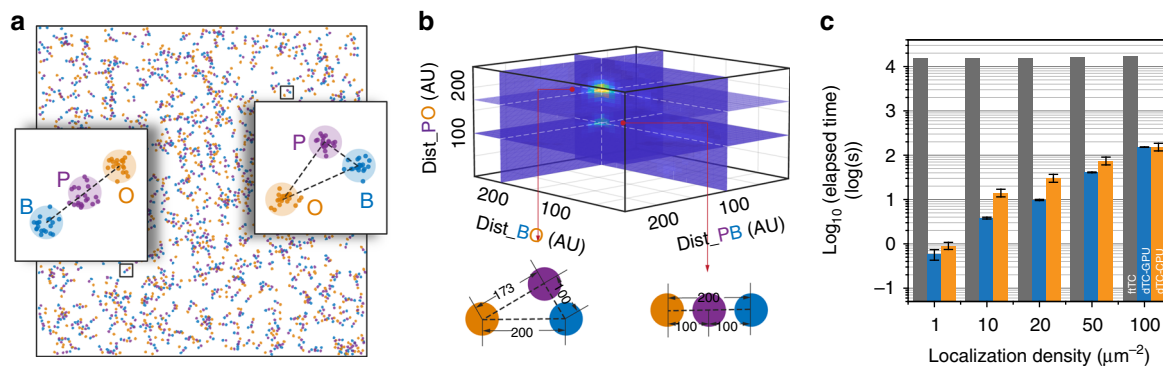 a
P
O
B
P
B
O
b
Dist_PO (AU)
200
100
200
100
Dist_BO (AU)
200
100
Dist_PB (AU)
173
100
200
200
100
100
c
Log₁₀ (elapsed time)
(log(s))
4
3
2
1
0
−1
ftTC
dTC-GPU
dTC-CPU
1
10
20
50
100
Localization density (μm⁻²)